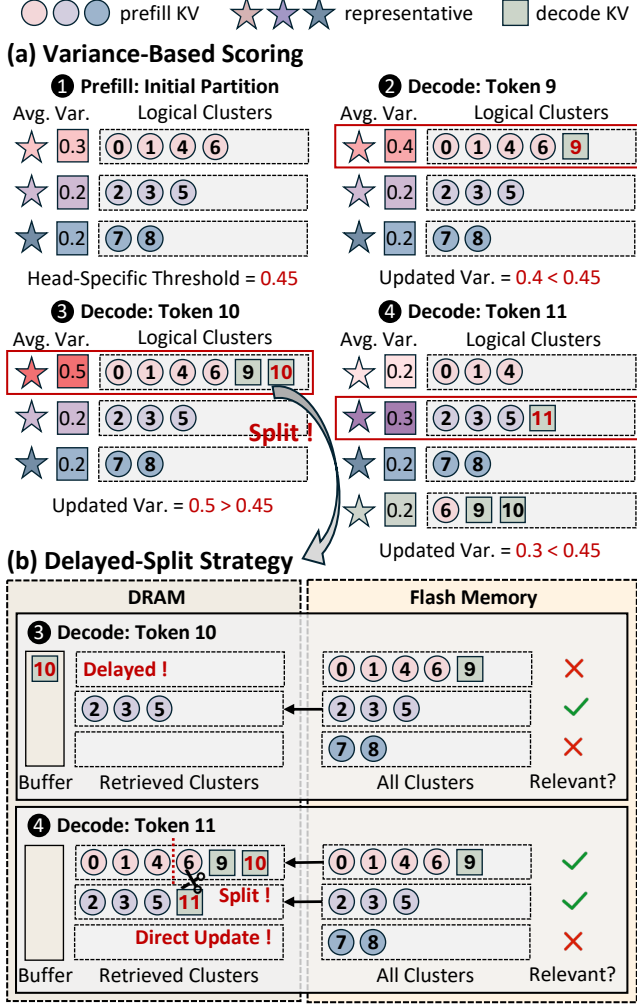 prefill KV representative decode KV
(a) Variance-Based Scoring
❶ Prefill: Initial Partition
Avg. Var. Logical Clusters
0.3 0 1 4 6
0.2 2 3 5
0.2 7 8
Head-Specific Threshold = 0.45
❷ Decode: Token 9
Avg. Var. Logical Clusters
0.4 0 1 4 6 9
0.2 2 3 5
0.2 7 8
Updated Var. = 0.4 < 0.45
❸ Decode: Token 10
Avg. Var. Logical Clusters
0.5 0 1 4 6 9 10
0.2 2 3 5
Split !
0.2 7 8
Updated Var. = 0.5 > 0.45
❹ Decode: Token 11
Avg. Var. Logical Clusters
0.2 0 1 4
0.3 2 3 5 11
0.2 7 8
0.2 6 9 10
Updated Var. = 0.3 < 0.45
(b) Delayed-Split Strategy
DRAM Flash Memory
❸ Decode: Token 10
10 Delayed ! 0 1 4 6 9
2 3 5 2 3 5
7 8
Buffer Retrieved Clusters All Clusters Relevant?
❹ Decode: Token 11
0 1 4 6 9 10 0 1 4 6 9
2 3 5 11 Split ! 2 3 5
Direct Update ! 7 8
Buffer Retrieved Clusters All Clusters Relevant?